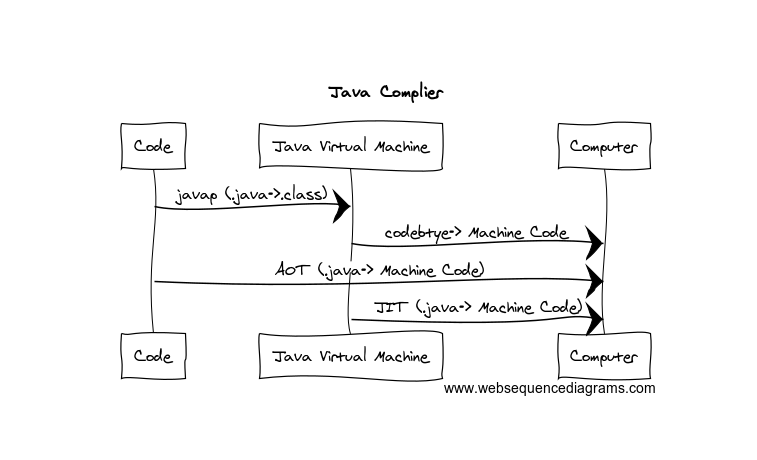 Java Complier
Code
Java Virtual Machine
Computer
javap (.java->.class)
codebtye-> Machine Code
AOT (.java-> Machine Code)
JIT (.java-> Machine Code)
Code
Java Virtual Machine
Computer
www.websequencediagrams.com